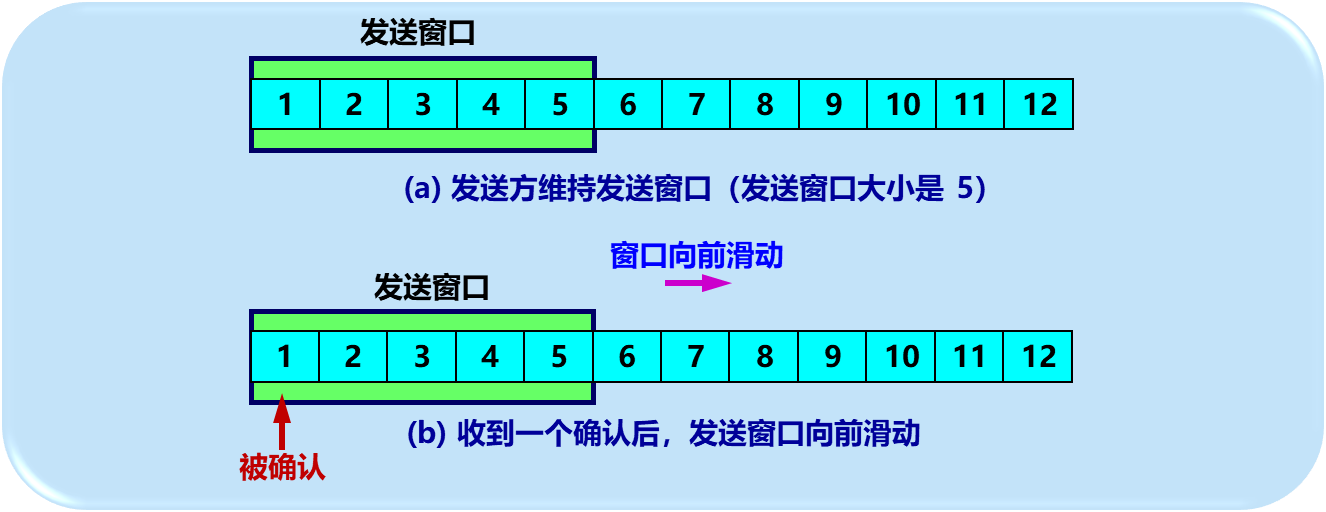 发送窗口
1 2 3 4 5 6 7 8 9 10 11 12
(a) 发送方维持发送窗口（发送窗口大小是 5）
窗口向前滑动
发送窗口
1 2 3 4 5 6 7 8 9 10 11 12
(b) 收到一个确认后，发送窗口向前滑动
被确认